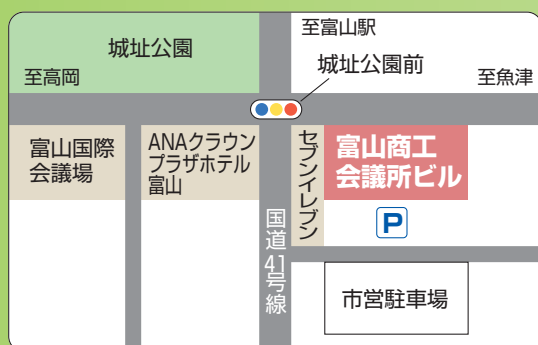 城址公園
至富山駅
城址公園前
至高岡
至魚津
富山国際
会議場
ANAクラウン
プラザホテル
富山
セブンイレブン
富山商工
会議所ビル
P
国道41号線
市営駐車場